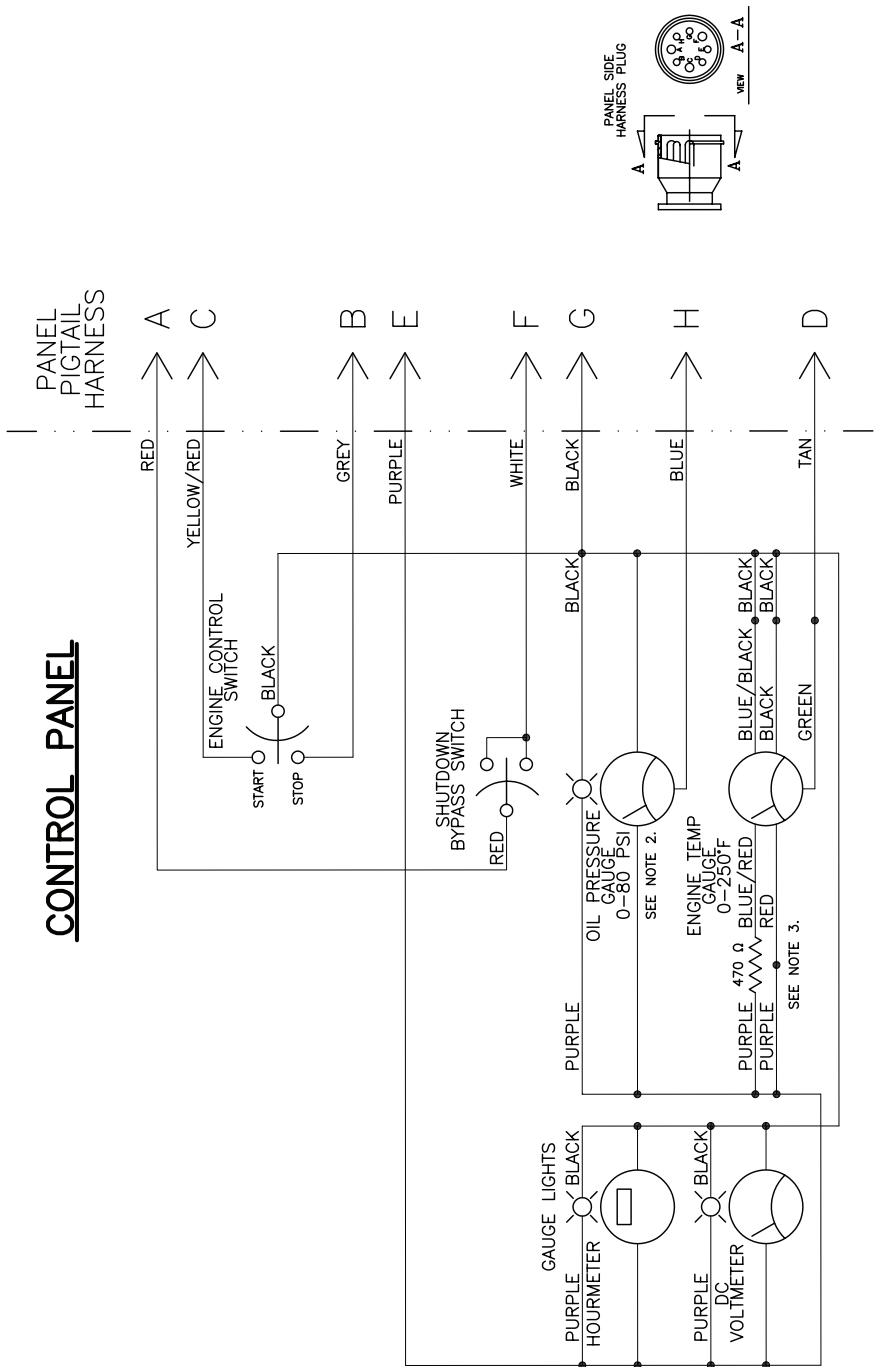 CONTROL PANEL
PANEL
PIGTAIL
HARNESS
A
C
B
E
F
G
H
D
RED
YELLOW/RED
GREY
PURPLE
WHITE
BLACK
BLUE
TAN
ENGINE CONTROL
SWITCH
START
STOP
BLACK
SHUTDOWN
BYPASS SWITCH
RED
OIL PRESSURE
GAUGE
0-80 PSI
SEE NOTE 2.
PURPLE
BLACK
ENGINE TEMP
GAUGE
0-250°F
PURPLE
470 Ω
BLUE/RED
BLUE/BLACK
BLACK
PURPLE
RED
BLACK
BLACK
SEE NOTE 3.
GREEN
GAUGE LIGHTS
PURPLE
BLACK
HOURMETER
PURPLE
BLACK
DC
VOLTMETER
PANEL SIDE
HARNESS PLUG
A
A
A
B
C
D
E
F
G
H
VIEW A-A